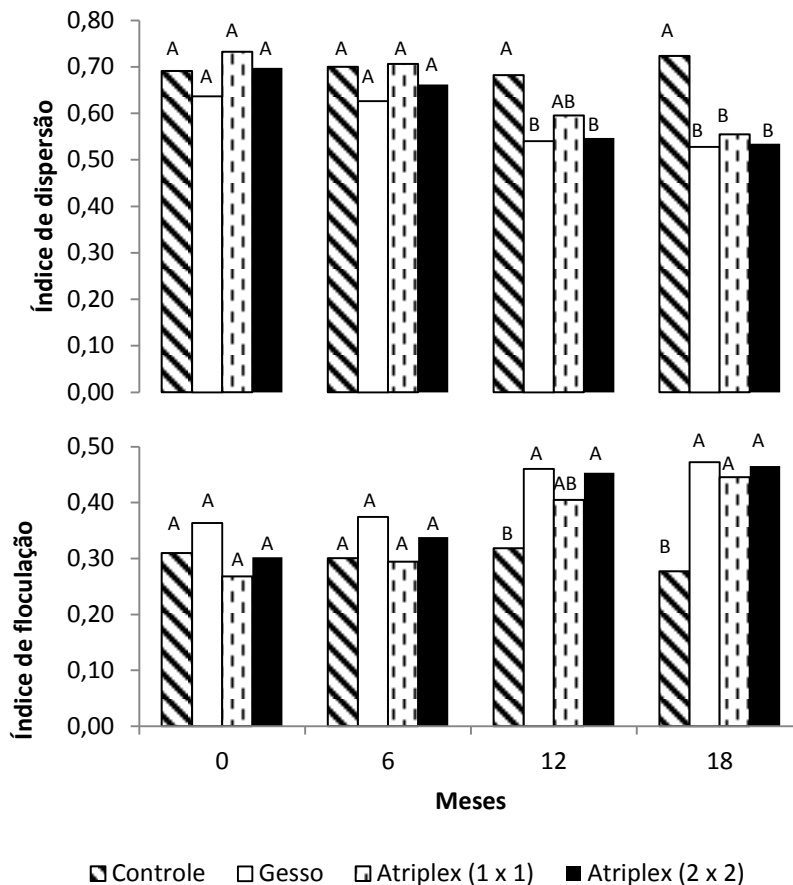 Índice de dispersão
0,80
0,70
0,60
0,50
0,40
0,30
0,20
0,10
0,00
A A A A
A A A A
A B AB B
A B B B
Índice de floculação
0,50
0,40
0,30
0,20
0,10
0,00
A A A A
A A A A
B A AB A
B A A A
0 6 12 18
Meses
Controle Gesso Atriplex (1 x 1) Atriplex (2 x 2)